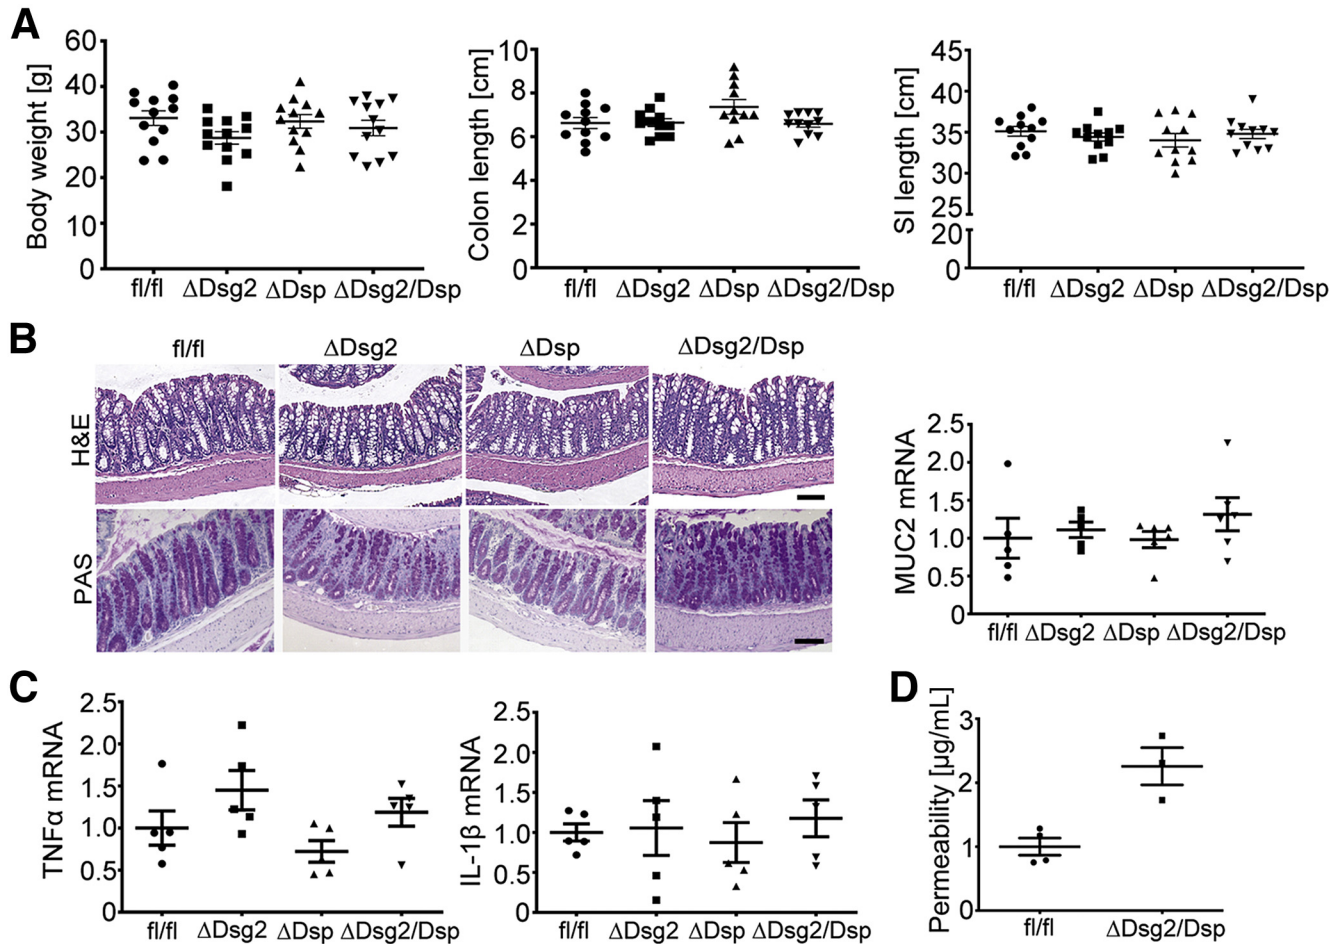 A
Body weight [g]
60
40
30
20
10
0
fl/fl ΔDsg2 ΔDsp ΔDsg2/Dsp
Colon length [cm]
10
8
6
4
2
0
fl/fl ΔDsg2 ΔDsp ΔDsg2/Dsp
SI length [cm]
45
35
30
25
20
0
fl/fl ΔDsg2 ΔDsp ΔDsg2/Dsp
B
fl/fl ΔDsg2 ΔDsp ΔDsg2/Dsp
H&E
PAS
MUC2 mRNA
2.5
2.0
1.5
1.0
0.5
0
fl/fl ΔDsg2 ΔDsp ΔDsg2/Dsp
C
TNFα mRNA
2.5
2.0
1.5
1.0
0.5
0
fl/fl ΔDsg2 ΔDsp ΔDsg2/Dsp
IL-1β mRNA
2.5
2.0
1.5
1.0
0.5
0
fl/fl ΔDsg2 ΔDsp ΔDsg2/Dsp
D
Permeability [µg/mL]
3
2
1
0
fl/fl ΔDsg2/Dsp